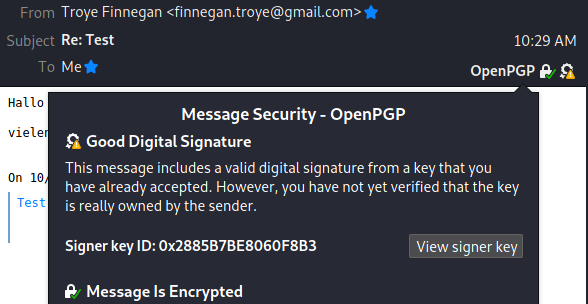 From Troye Finnegan <finnegan.troye@gmail.com>
Subject Re: Test 10:29 AM
To Me OpenPGP
Hallo
Message Security - OpenPGP
vielen
Good Digital Signature
This message includes a valid digital signature from a key that you
have already accepted. However, you have not yet verified that the key
is really owned by the sender.
On 10/
Test
Signer key ID: 0x2885B7BE8060F8B3 View signer key
Message Is Encrypted